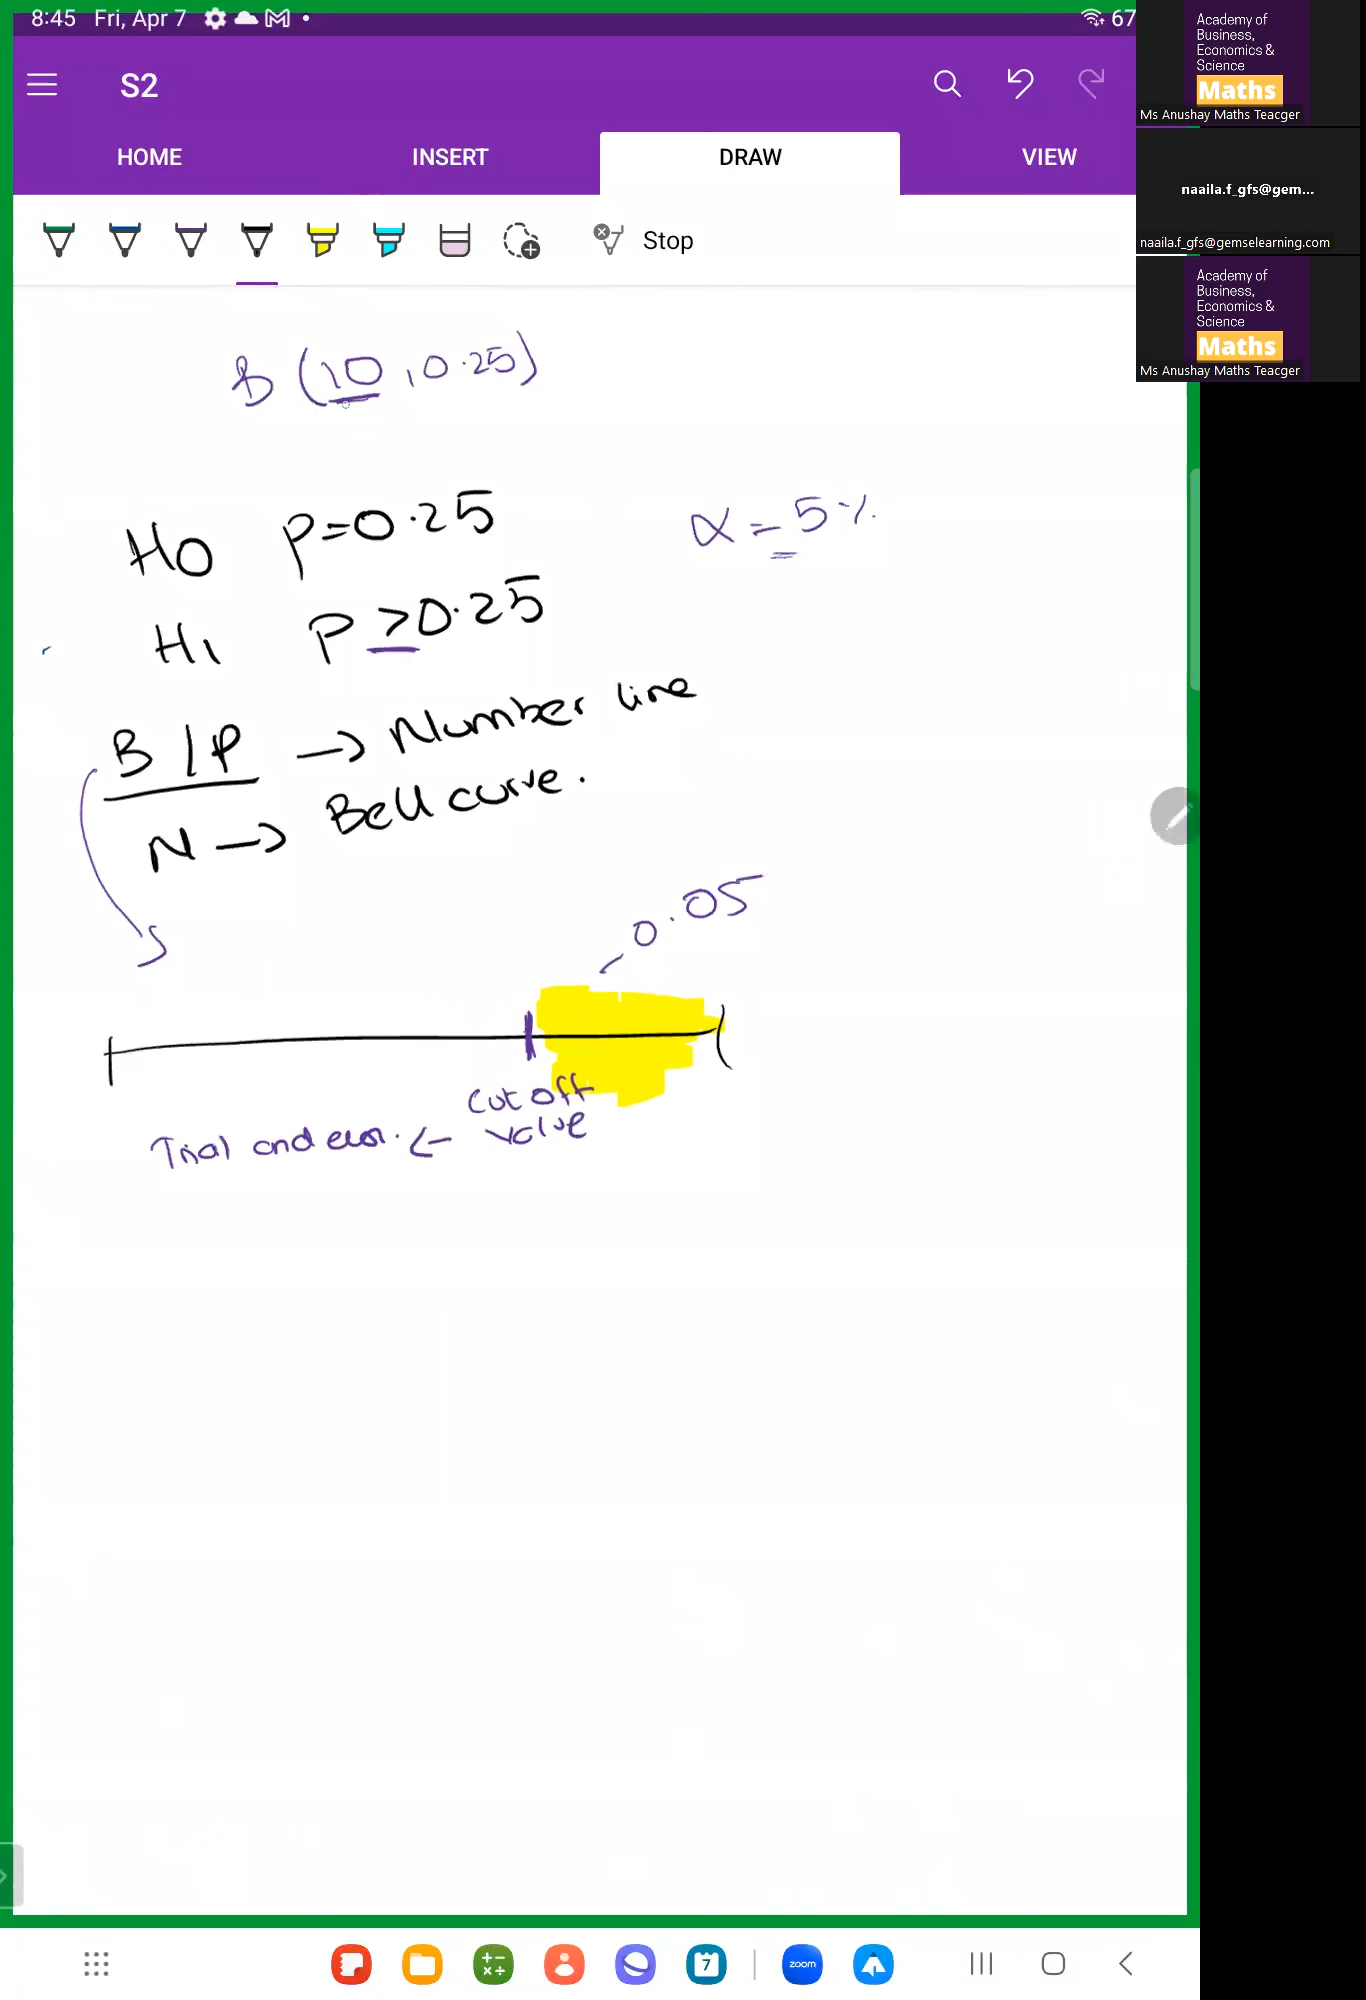 8:45 Fri, Apr 7
67
S2
HOME INSERT DRAW VIEW
Stop
Academy of
Business,
Economics &
Science
Maths
Ms Anushay Maths Teacger
naaila.f_gfs@gem...
naaila.f_gfs@gemselearning.com
Academy of
Business,
Economics &
Science
Maths
Ms Anushay Maths Teacger
B (10, 0.25)
H0 P=0.25
α = 5%
H1 P>0.25
B/P → Number line
N → Bell curve.
0.05
Cut off
value
Trial and error. ←
7
zoom